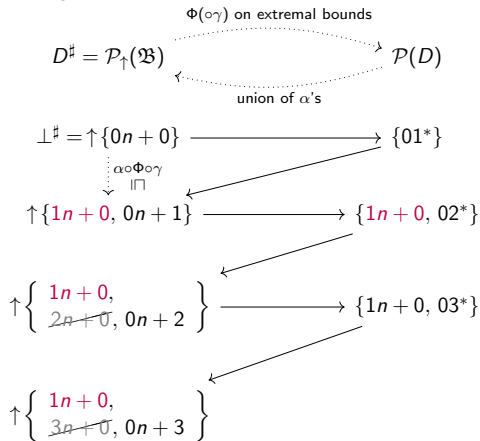 Φ(∘γ) on extremal bounds
D♯ = 𝒫↑(𝔅) 𝒫(D)
union of α's
⊥♯ = ↑{0n + 0} {01*}
α∘Φ∘γ
⊑
↑{1n + 0, 0n + 1} {1n + 0, 02*}
↑{ 1n + 0,
2n + 0, 0n + 2 } {1n + 0, 03*}
↑{ 1n + 0,
3n + 0, 0n + 3 }